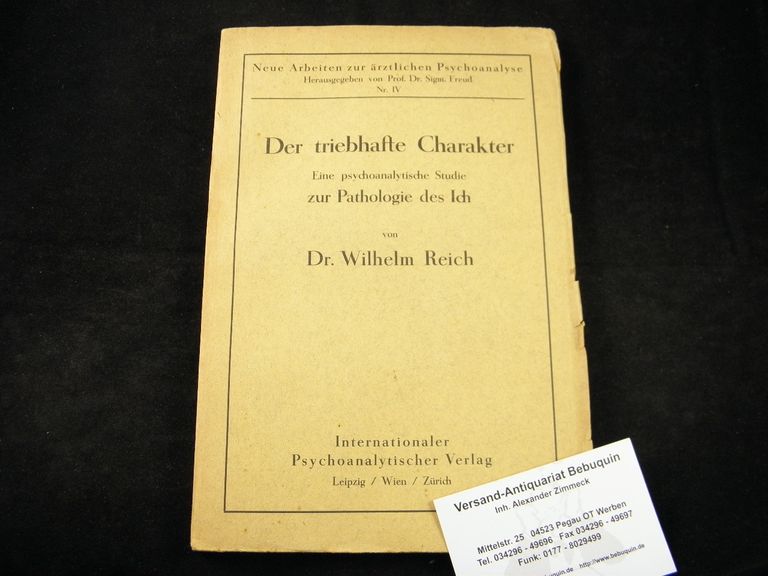 Neue Arbeiten zur ärztlichen Psychoanalyse
Herausgegeben von Prof. Dr. Sigm. Freud
Nr. IV
Der triebhafte Charakter
Eine psychoanalytische Studie
zur Pathologie des Ich
von
Dr. Wilhelm Reich
Internationaler
Psychoanalytischer Verlag
Leipzig / Wien / Zürich
Versand-Antiquariat Bebuquin
Inh. Alexander Zimmeck
Mittelstr. 25 04523 Pegau OT Werben
Tel. 034296 - 49696 Fax 034296 - 49697
Funk: 0177 - 8029499
http://www.bebuquin.de